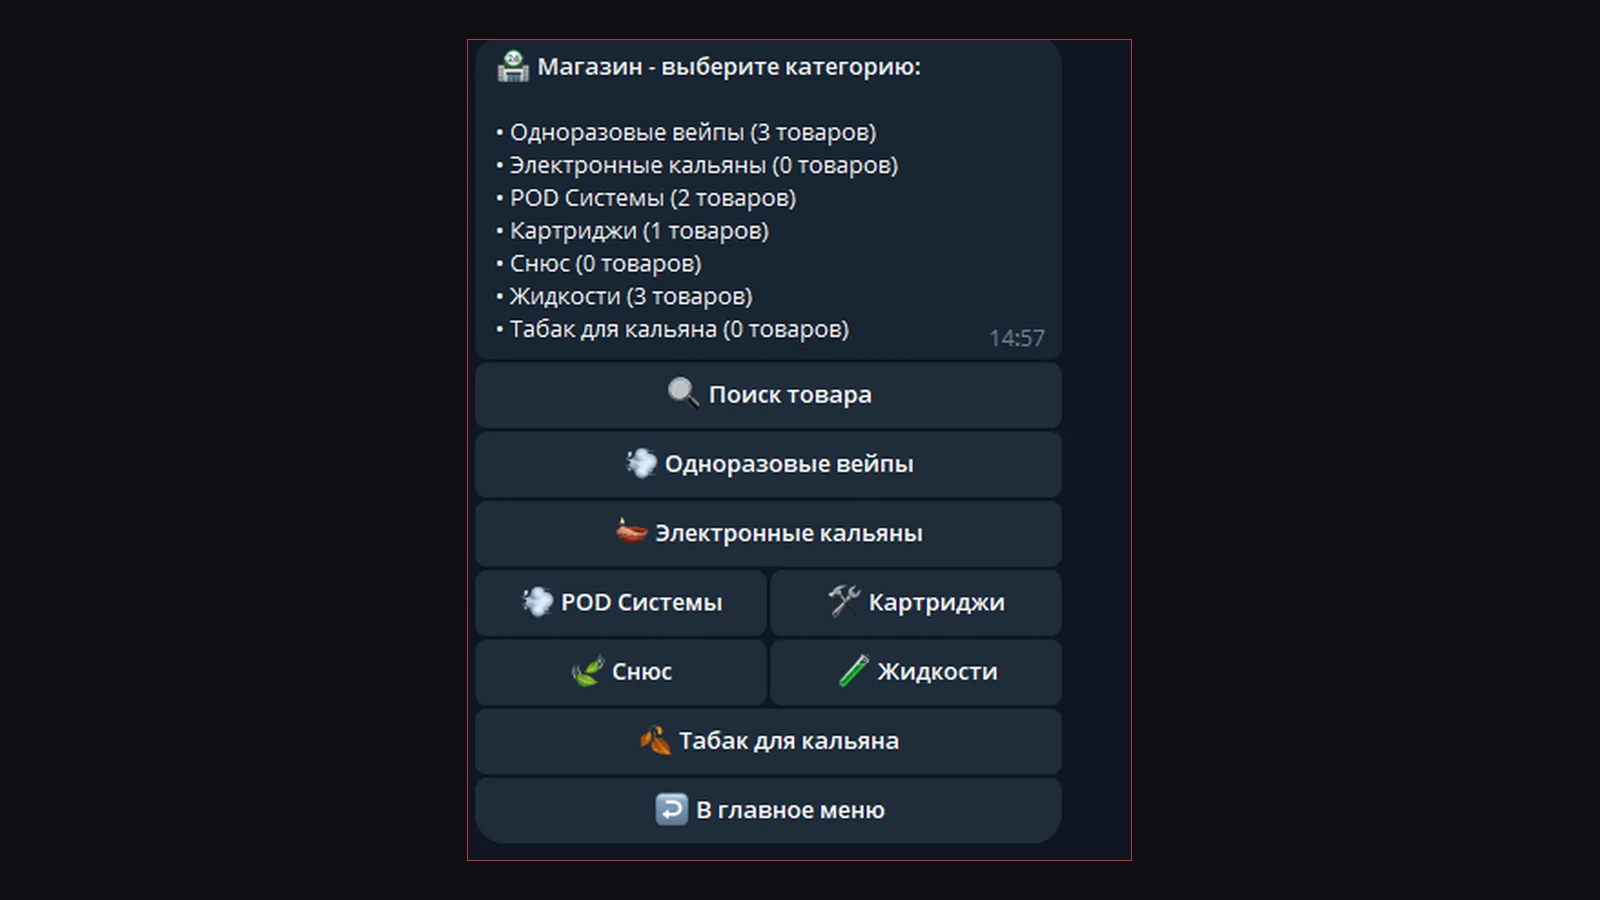 Магазин - выберите категорию:
• Одноразовые вейпы (3 товаров)
• Электронные кальяны (0 товаров)
• POD Системы (2 товаров)
• Картриджи (1 товаров)
• Снюс (0 товаров)
• Жидкости (3 товаров)
• Табак для кальяна (0 товаров)
14:57
Поиск товара
Одноразовые вейпы
Электронные кальяны
POD Системы
Картриджи
Снюс
Жидкости
Табак для кальяна
В главное меню